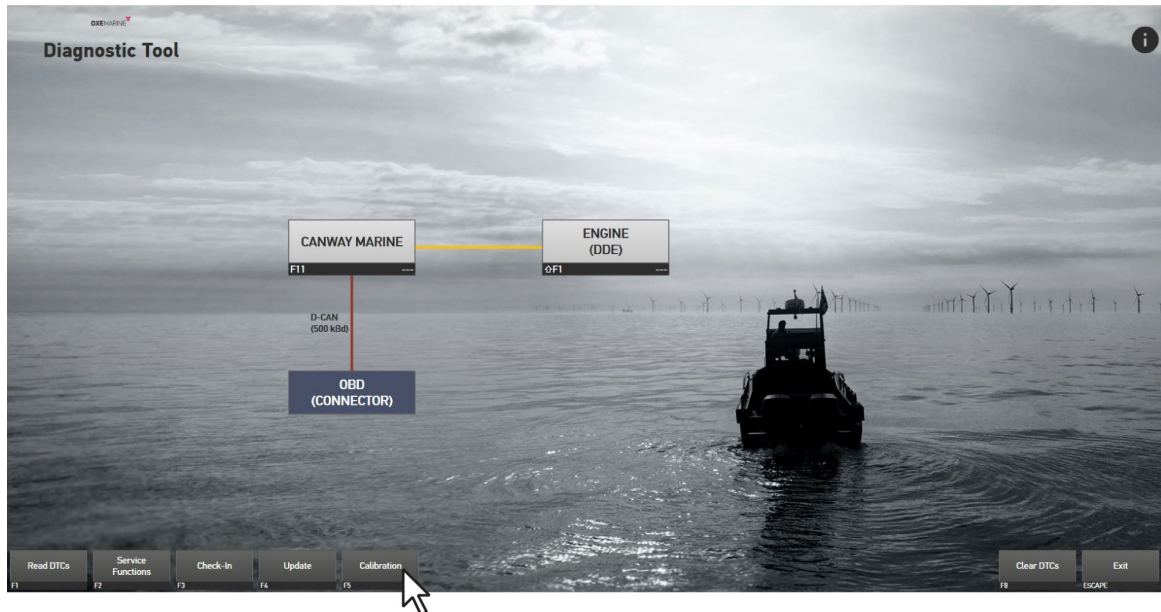 OXEMARINE
Diagnostic Tool
i
CANWAY MARINE
F11 ---
ENGINE
(DDE)
⇧F1 ---
D-CAN
(500 kBd)
OBD
(CONNECTOR)
Read DTCs
F1
Service
Functions
F2
Check-In
F3
Update
F4
Calibration
F5
Clear DTCs
F8
Exit
ESCAPE